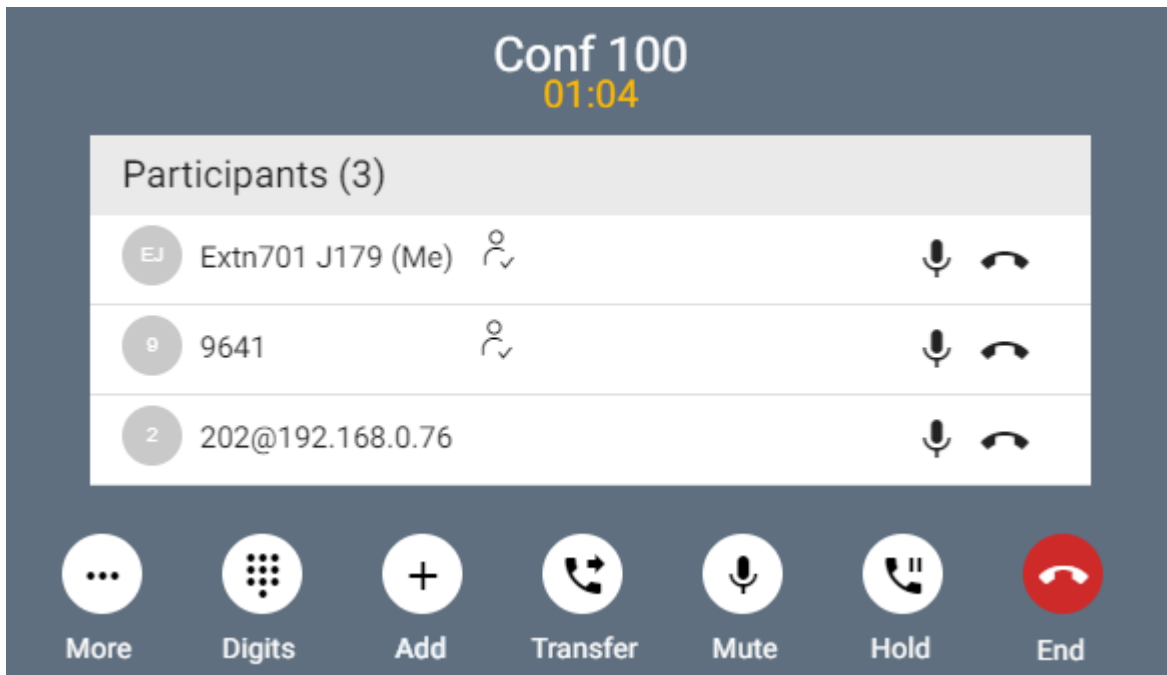 Conf 100
01:04
Participants (3)
EJ Extn701 J179 (Me)
9 9641
2 202@192.168.0.76
More Digits Add Transfer Mute Hold End